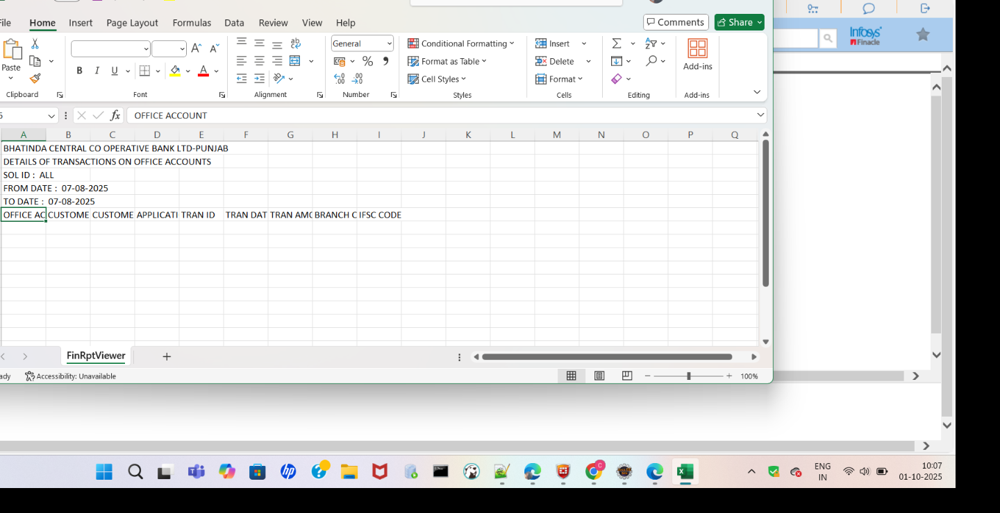 File Home Insert Page Layout Formulas Data Review View Help Comments Share
Infosys
Finacle
General Conditional Formatting Insert
Paste Format as Table Delete Add-ins
B I U A Cell Styles Format
Clipboard Font Alignment Number Styles Cells Editing Add-ins
fx OFFICE ACCOUNT
A B C D E F G H I J K L M N O P Q
BHATINDA CENTRAL CO OPERATIVE BANK LTD-PUNJAB
DETAILS OF TRANSACTIONS ON OFFICE ACCOUNTS
SOL ID : ALL
FROM DATE : 07-08-2025
TO DATE : 07-08-2025
OFFICE AC CUSTOME CUSTOME APPLICATI TRAN ID TRAN DAT TRAN AMC BRANCH C IFSC CODE
FinRptViewer
ady Accessibility: Unavailable 100%
ENG 10:07
IN 01-10-2025